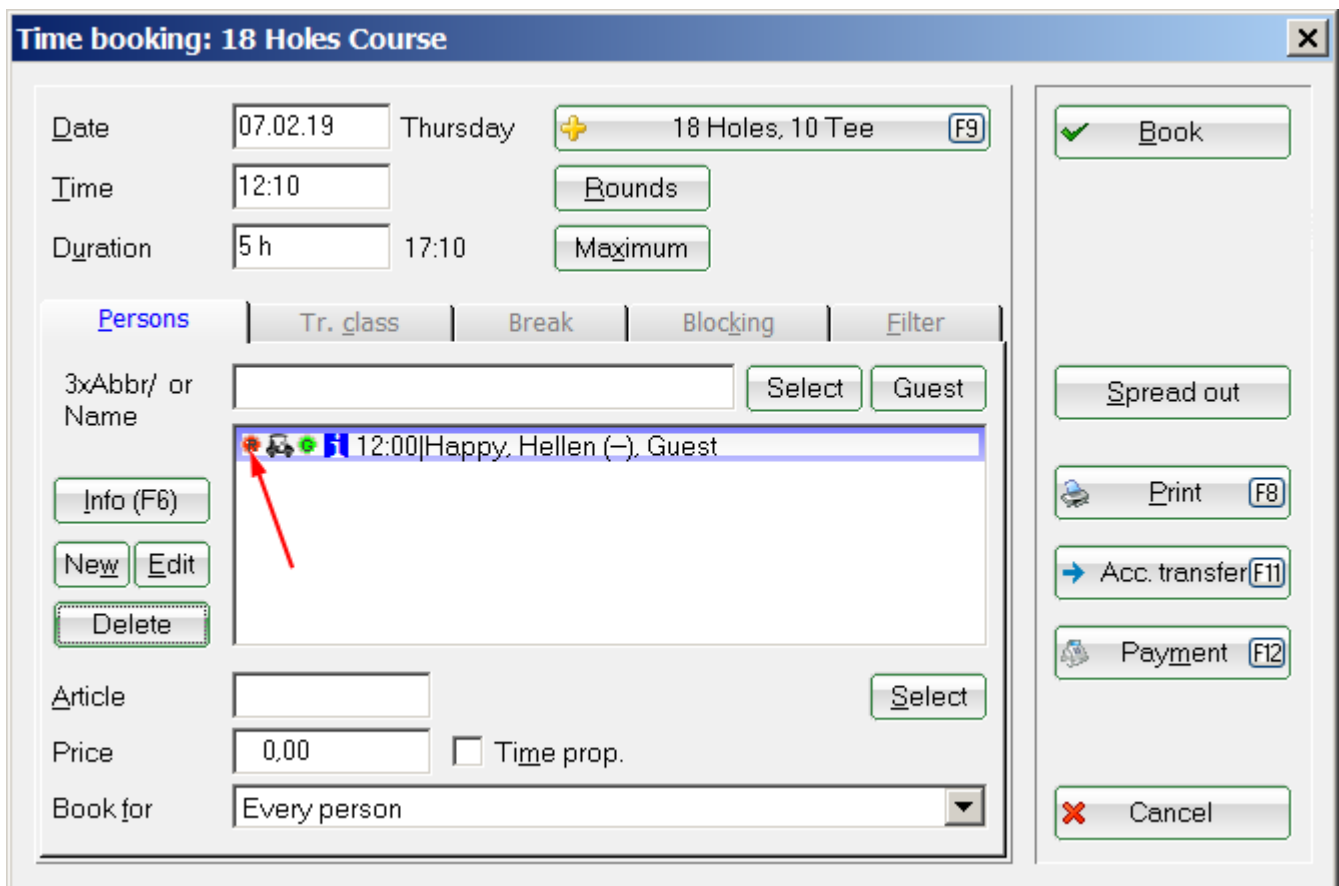 Time booking: 18 Holes Course
Date 07.02.19 Thursday 18 Holes, 10 Tee F9
Book
Time 12:10 Rounds
Duration 5 h 17:10 Maximum
Persons Tr. class Break Blocking Filter
3xAbbr/ or
Name
Select Guest
Spread out
R G i 12:00|Happy, Hellen (--), Guest
Info (F6)
Print F8
New Edit
Acc. transfer F11
Delete
Payment F12
Article Select
Price 0,00 Time prop.
Book for Every person
Cancel